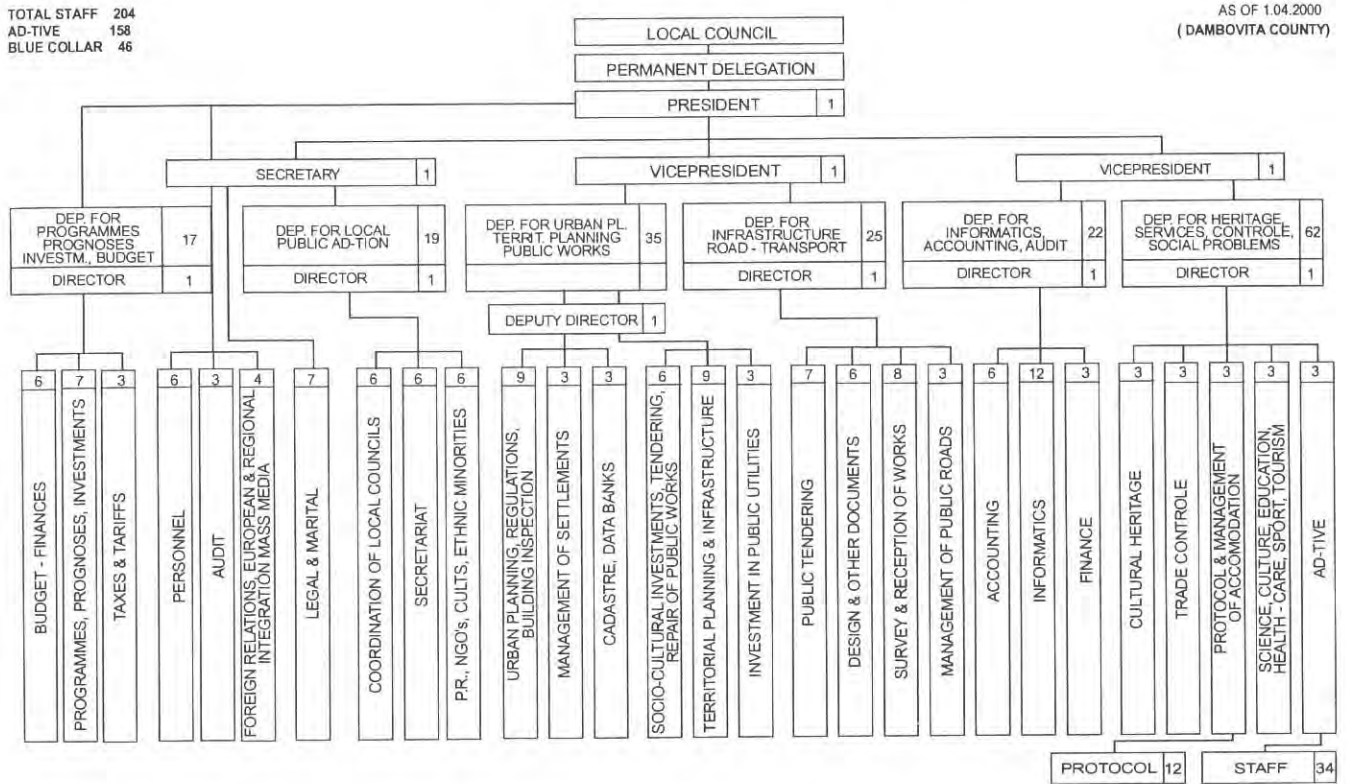 TOTAL STAFF 204
AD-TIVE 158
BLUE COLLAR 46
AS OF 1.04.2000
( DAMBOVITA COUNTY)
LOCAL COUNCIL
PERMANENT DELEGATION
PRESIDENT 1
SECRETARY 1
VICEPRESIDENT 1
VICEPRESIDENT 1
DEP. FOR
PROGRAMMES
PROGNOSES
INVESTM., BUDGET
17
DIRECTOR 1
DEP. FOR LOCAL
PUBLIC AD-TION
19
DIRECTOR 1
DEP. FOR URBAN PL.
TERRIT. PLANNING
PUBLIC WORKS
35
DEPUTY DIRECTOR 1
DEP. FOR
INFRASTRUCTURE
ROAD - TRANSPORT
25
DIRECTOR 1
DEP. FOR
INFORMATICS,
ACCOUNTING, AUDIT
22
DIRECTOR 1
DEP. FOR HERITAGE,
SERVICES, CONTROLE,
SOCIAL PROBLEMS
62
DIRECTOR 1
6
BUDGET - FINANCES
7
PROGRAMMES, PROGNOSES, INVESTMENTS
3
TAXES & TARIFFS
6
PERSONNEL
3
AUDIT
4
FOREIGN RELATIONS, EUROPEAN & REGIONAL
INTEGRATION MASS MEDIA
7
LEGAL & MARITAL
6
COORDINATION OF LOCAL COUNCILS
6
SECRETARIAT
6
P.R., NGO's, CULTS, ETHNIC MINORITIES
9
URBAN PLANNING, REGULATIONS,
BUILDING INSPECTION
3
MANAGEMENT OF SETTLEMENTS
3
CADASTRE, DATA BANKS
6
SOCIO-CULTURAL INVESTMENTS, TENDERING,
REPAIR OF PUBLIC WORKS
9
TERRITORIAL PLANNING & INFRASTRUCTURE
3
INVESTMENT IN PUBLIC UTILITIES
7
PUBLIC TENDERING
6
DESIGN & OTHER DOCUMENTS
8
SURVEY & RECEPTION OF WORKS
3
MANAGEMENT OF PUBLIC ROADS
6
ACCOUNTING
12
INFORMATICS
3
FINANCE
3
CULTURAL HERITAGE
3
TRADE CONTROLE
3
PROTOCOL & MANAGEMENT
OF ACCOMODATION
3
SCIENCE, CULTURE, EDUCATION,
HEALTH - CARE, SPORT, TOURISM
3
AD-TIVE
PROTOCOL 12
STAFF 34